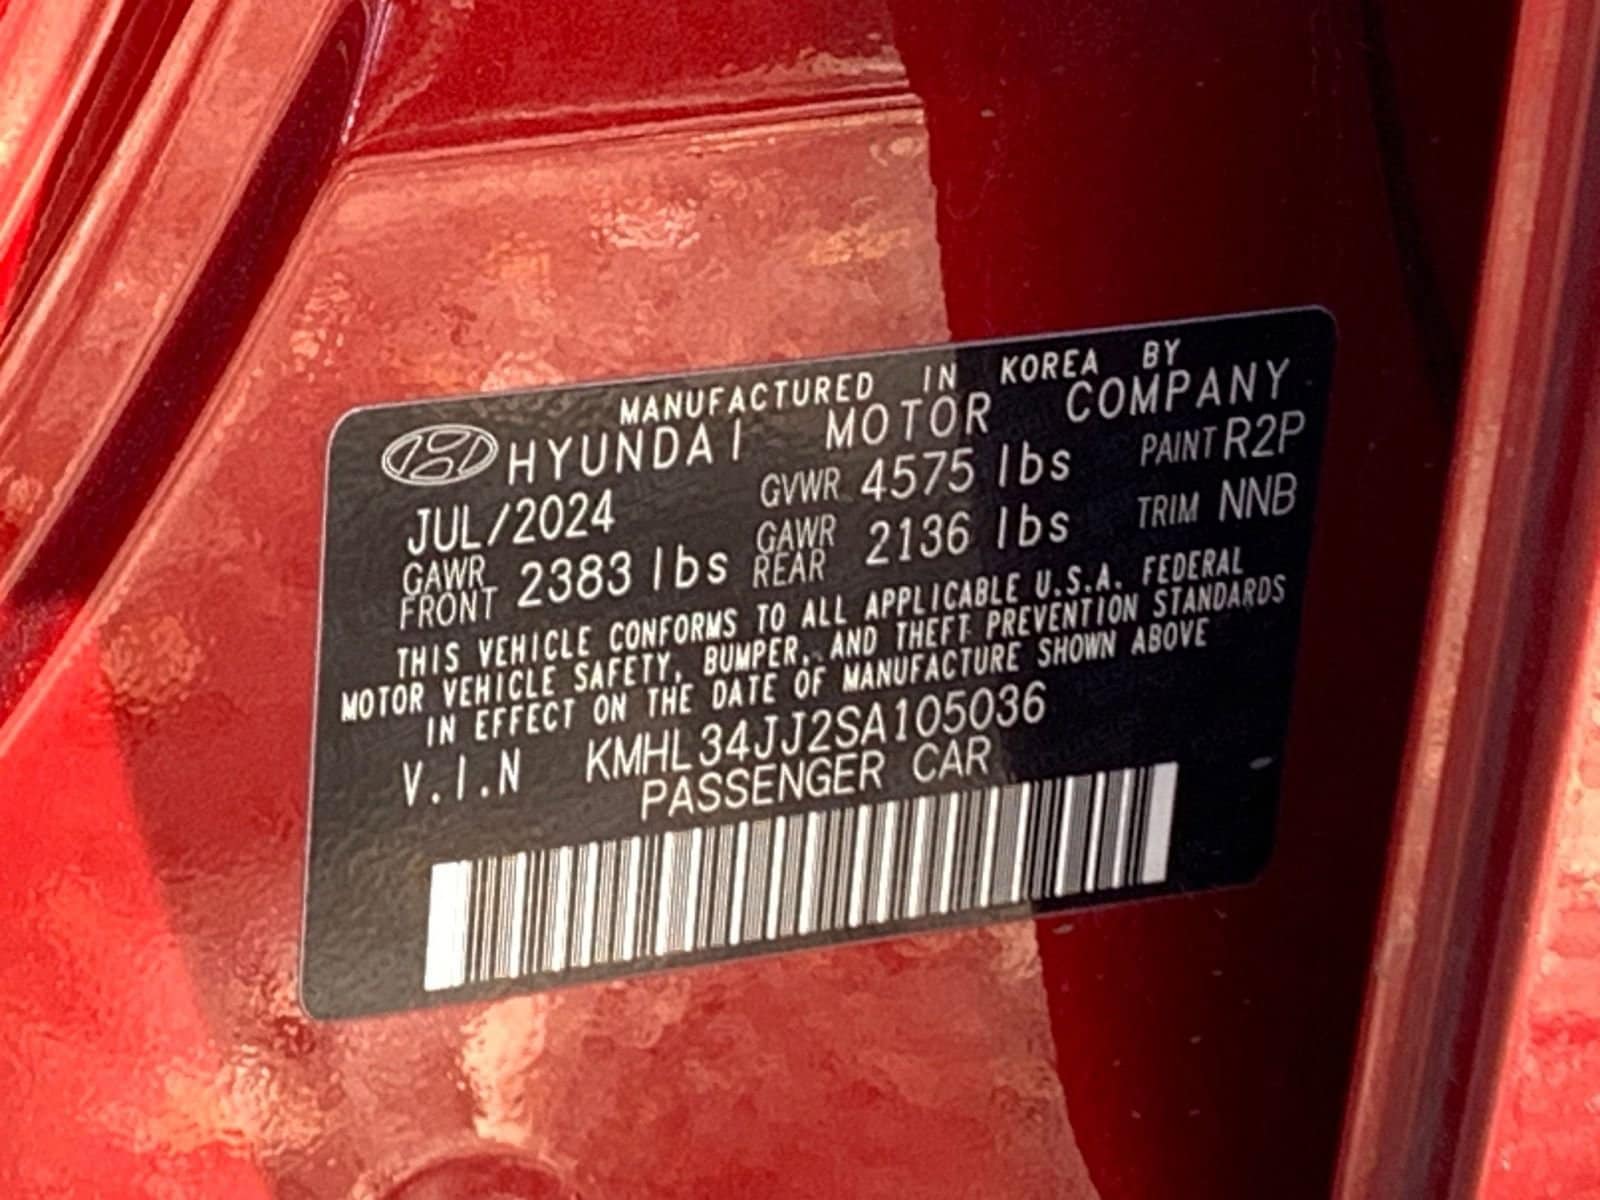 MANUFACTURED IN KOREA BY
HYUNDAI MOTOR COMPANY
JUL/2024 GVWR 4575 lbs PAINT R2P
GAWR FRONT 2383 lbs GAWR REAR 2136 lbs TRIM NNB
THIS VEHICLE CONFORMS TO ALL APPLICABLE U.S.A. FEDERAL
MOTOR VEHICLE SAFETY, BUMPER, AND THEFT PREVENTION STANDARDS
IN EFFECT ON THE DATE OF MANUFACTURE SHOWN ABOVE
V.I.N KMHL34JJ2SA105036
PASSENGER CAR